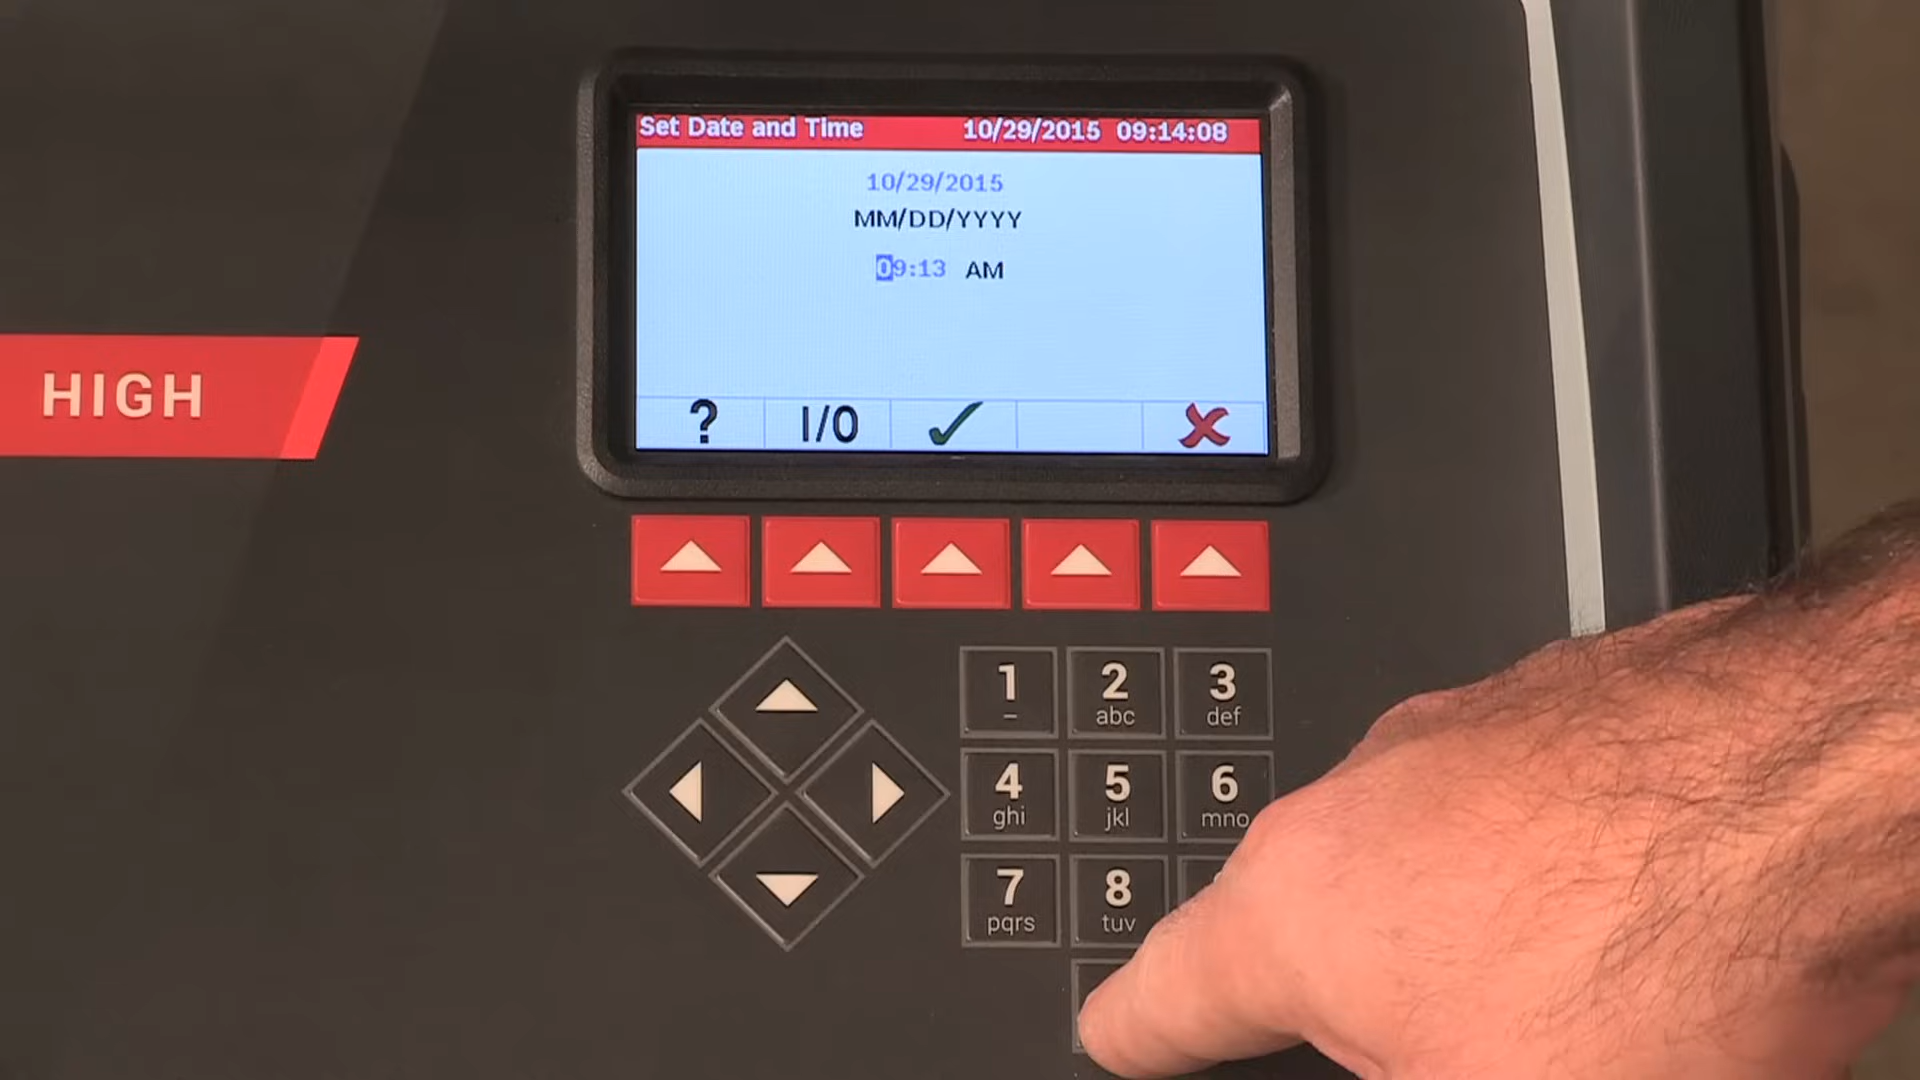 Set Date and Time 10/29/2015 09:14:08
10/29/2015
MM/DD/YYYY
09:13 AM
? I/O
HIGH
1 2 3
– abc def
4 5 6
ghi jkl mno
7 8
pqrs tuv